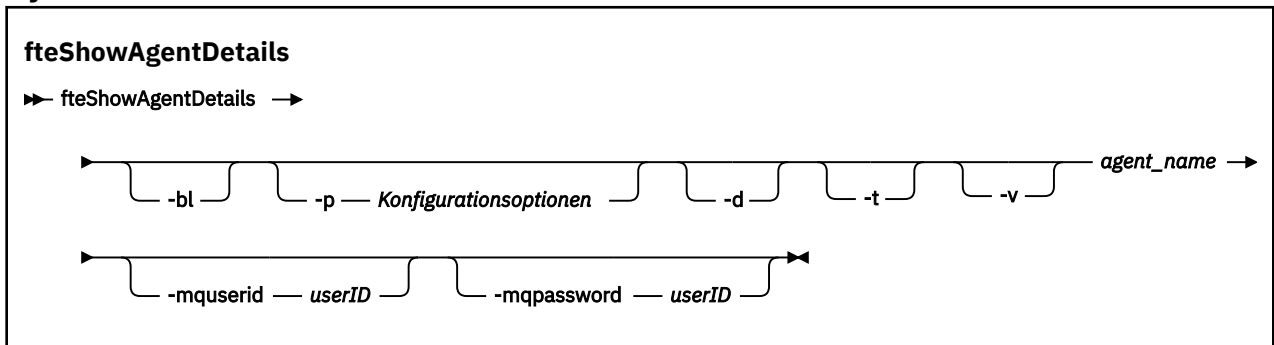 fteShowAgentDetails
fteShowAgentDetails
-bl -p Konfigurationsoptionen -d -t -v agent_name
-mquserid userID -mqpassword userID